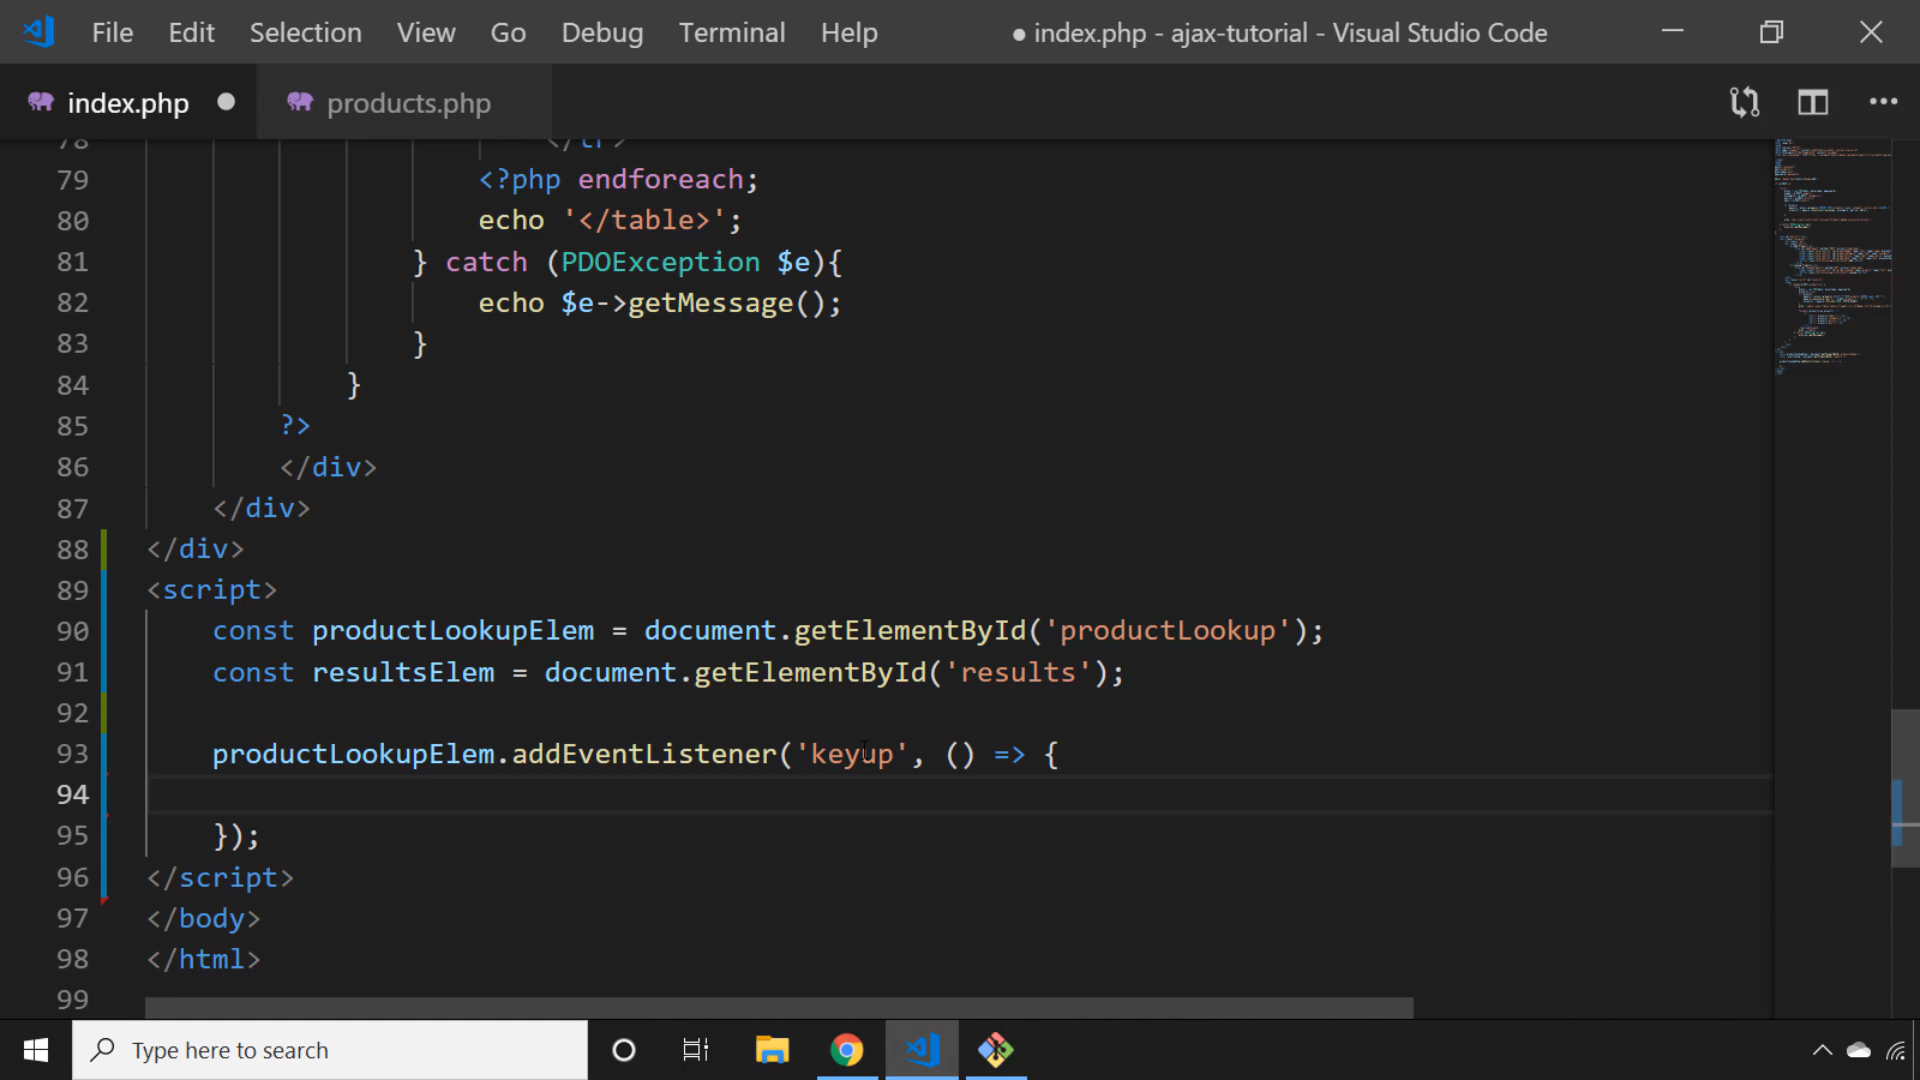 File Edit Selection View Go Debug Terminal Help ● index.php - ajax-tutorial - Visual Studio Code
index.php products.php
78 </tr>
79 <?php endforeach;
80 echo '</table>';
81 } catch (PDOException $e){
82 echo $e->getMessage();
83 }
84 }
85 ?>
86 </div>
87 </div>
88 </div>
89 <script>
90 const productLookupElem = document.getElementById('productLookup');
91 const resultsElem = document.getElementById('results');
92
93 productLookupElem.addEventListener('keyup', () => {
94
95 });
96 </script>
97 </body>
98 </html>
99
Type here to search